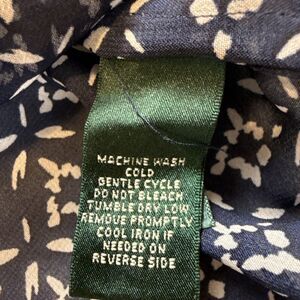 MACHINE WASH
COLD
GENTLE CYCLE
DO NOT BLEACH
TUMBLE DRY LOW
REMOVE PROMPTLY
COOL IRON IF
NEEDED ON
REVERSE SIDE